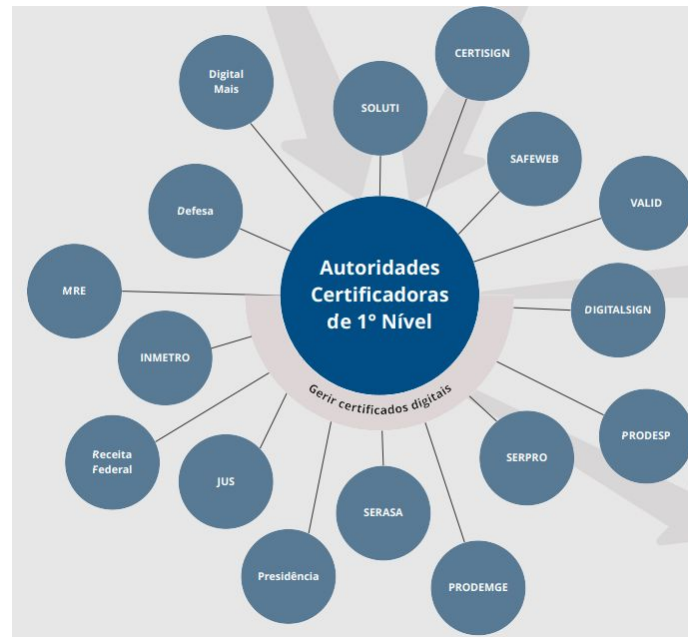 CERTISIGN
Digital
Mais
SOLUTI
SAFEWEB
VALID
Defesa
Autoridades
Certificadoras
de 1° Nível
MRE
DIGITALSIGN
INMETRO
Gerir certificados digitais
PRODESP
Receita
Federal
SERPRO
JUS
SERASA
Presidência
PRODEMGE